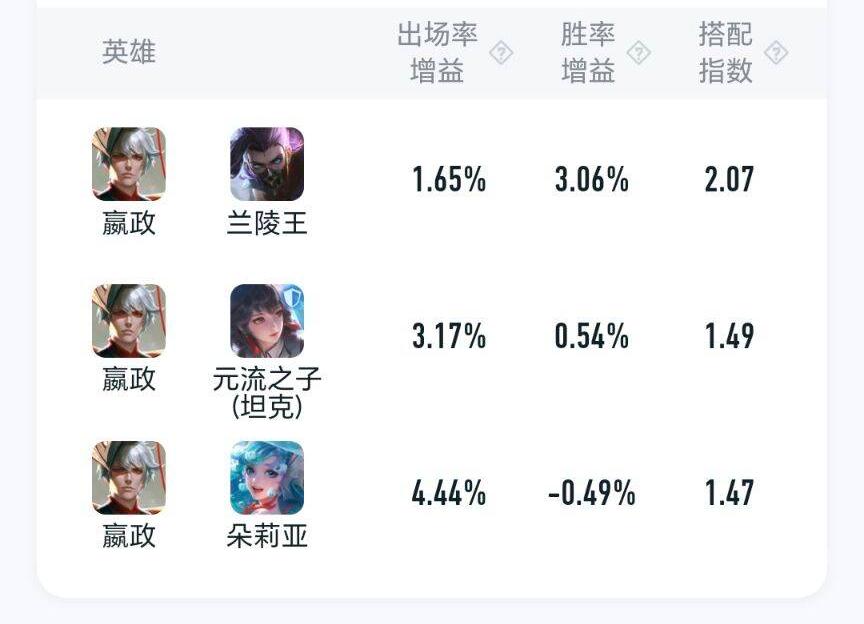 英雄 出场率增益 胜率增益 搭配指数
嬴政 兰陵王 1.65% 3.06% 2.07
嬴政 元流之子(坦克) 3.17% 0.54% 1.49
嬴政 朵莉亚 4.44% -0.49% 1.47